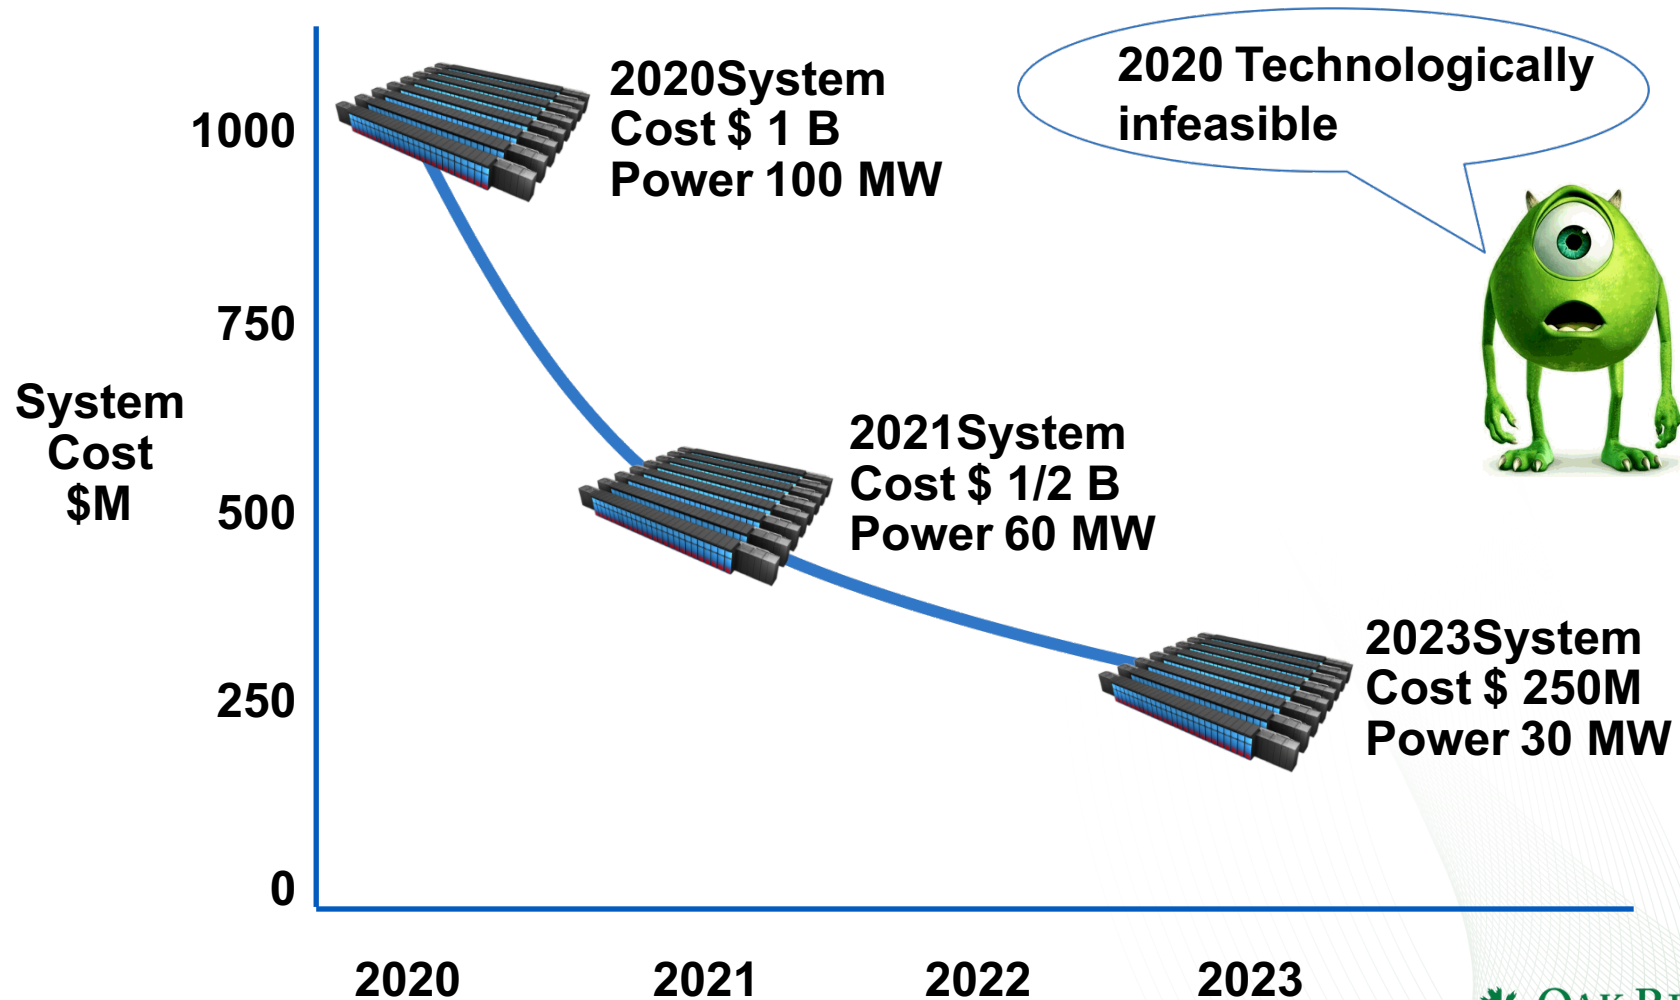 2020 Technologically
infeasible
2020System
Cost $ 1 B
Power 100 MW
1000
750
System
Cost
$M
500
2021System
Cost $ 1/2 B
Power 60 MW
250
2023System
Cost $ 250M
Power 30 MW
0
2020 2021 2022 2023
OAK